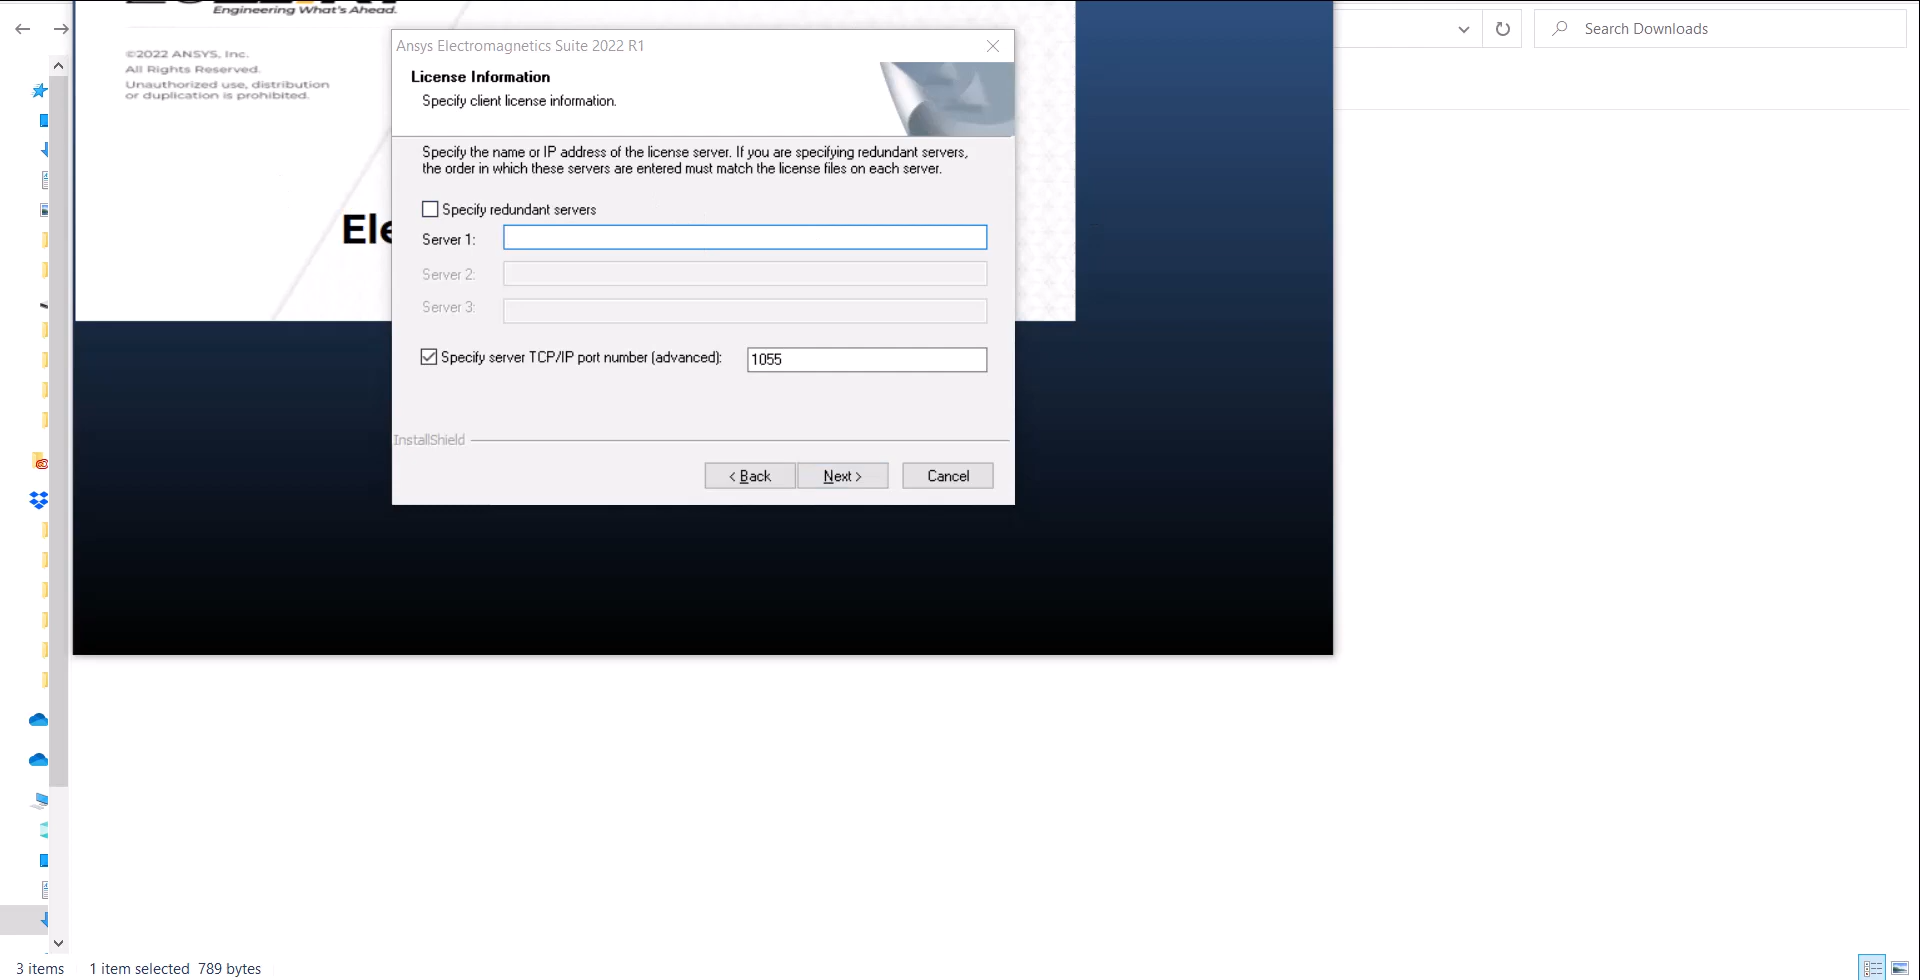 Engineering What's Ahead.
©2022 ANSYS, Inc.
All Rights Reserved.
Unauthorized use, distribution
or duplication is prohibited.
Ele
Ansys Electromagnetics Suite 2022 R1
License Information
Specify client license information.
Specify the name or IP address of the license server. If you are specifying redundant servers,
the order in which these servers are entered must match the license files on each server.
Specify redundant servers
Server 1:
Server 2:
Server 3:
Specify server TCP/IP port number (advanced): 1055
InstallShield
< Back Next > Cancel
Search Downloads
3 items 1 item selected 789 bytes